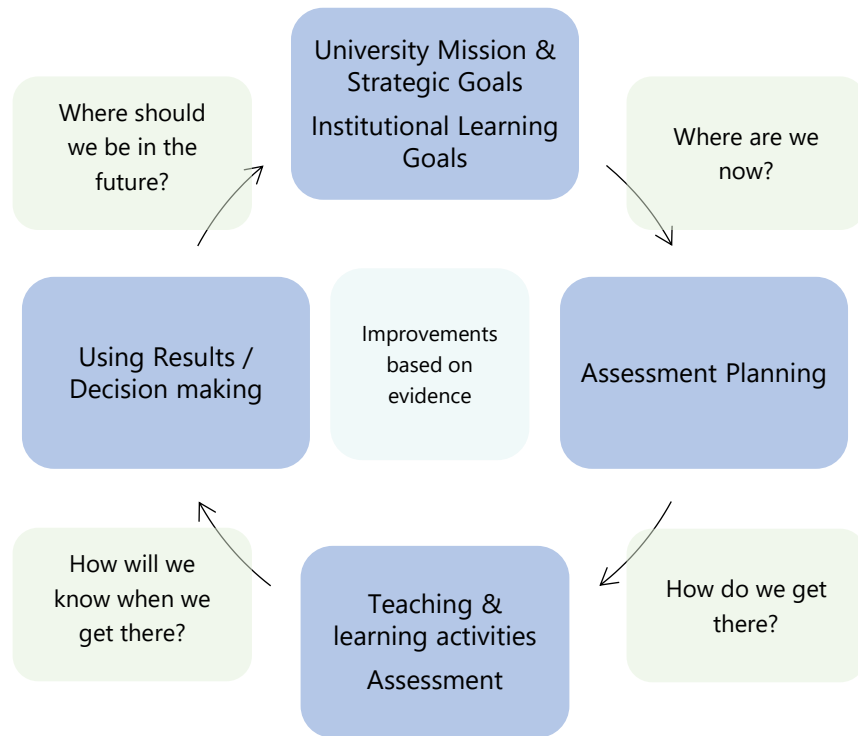 University Mission &
Strategic Goals
Institutional Learning
Goals
Where should
we be in the
future?
Where are we
now?
Using Results /
Decision making
Improvements
based on
evidence
Assessment Planning
How will we
know when we
get there?
Teaching &
learning activities
Assessment
How do we get
there?